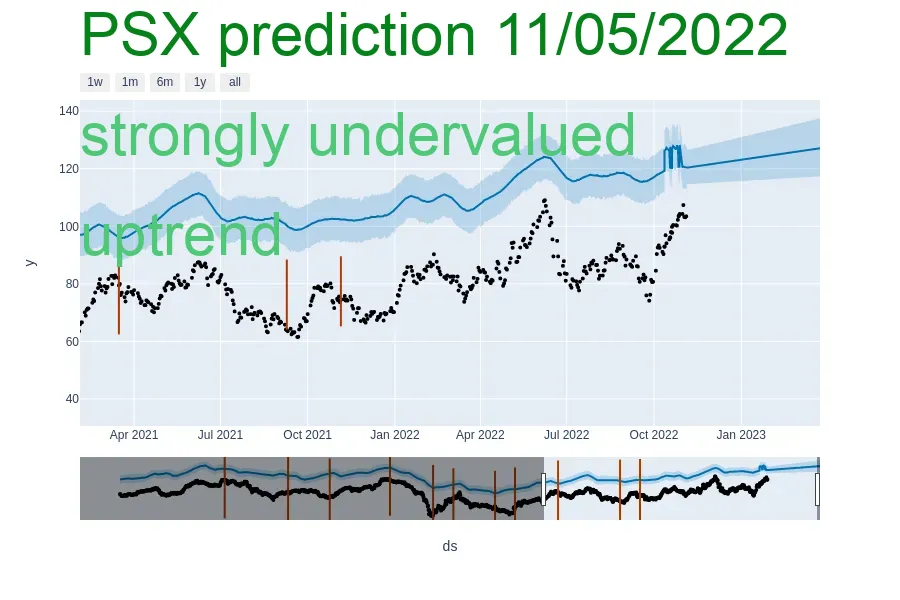 PSX prediction 11/05/2022
1w 1m 6m 1y all
strongly undervalued
uptrend
140
120
100
80
60
40
y
Apr 2021 Jul 2021 Oct 2021 Jan 2022 Apr 2022 Jul 2022 Oct 2022 Jan 2023
ds